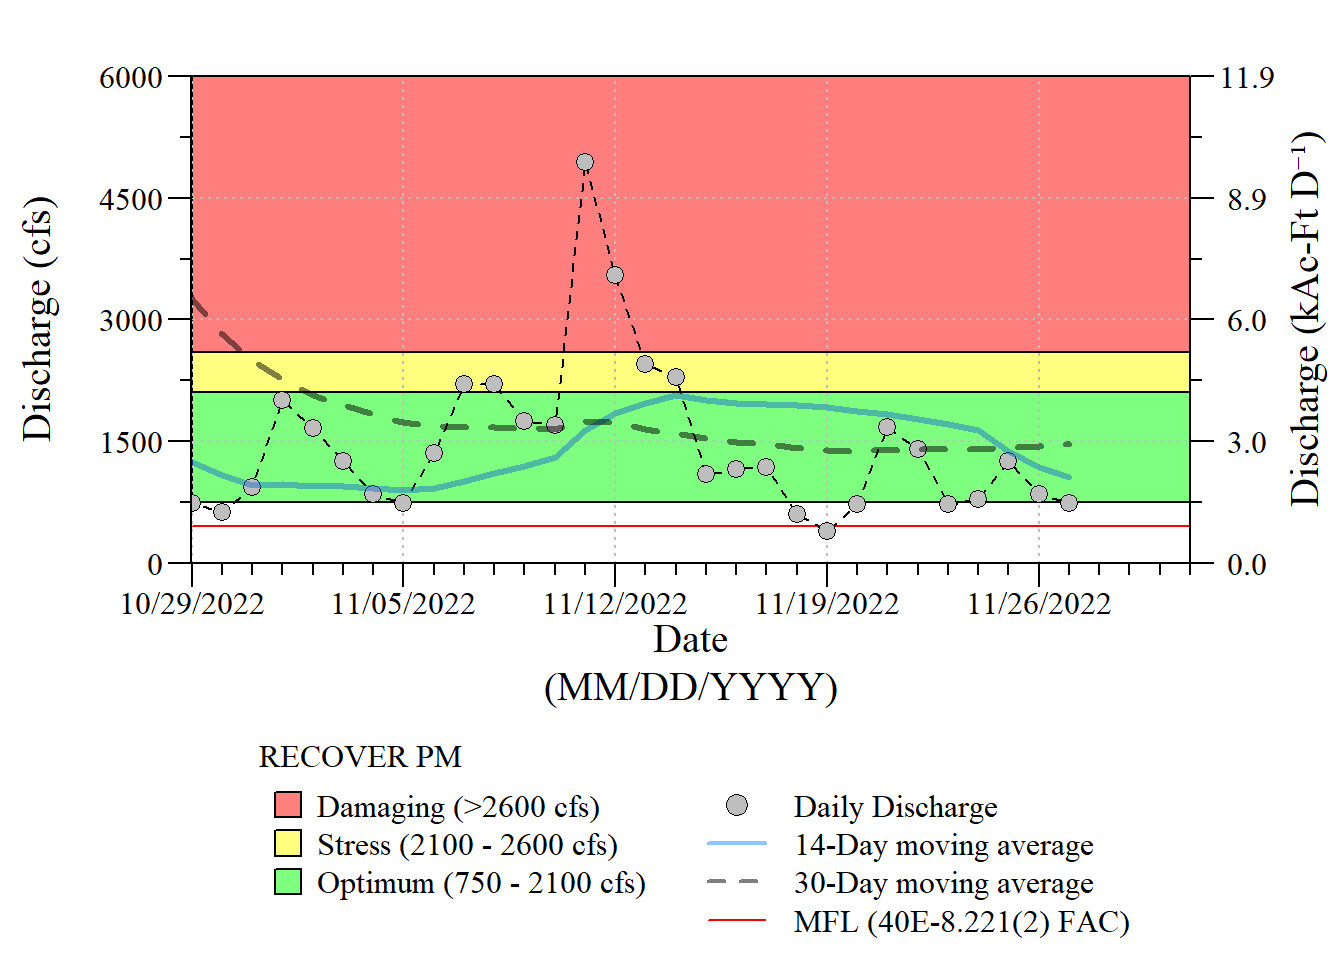 6000
4500
3000
1500
0
11.9
8.9
6.0
3.0
0.0
Discharge (cfs)
Discharge (kAc-Ft D⁻¹)
10/29/2022
11/05/2022
11/12/2022
11/19/2022
11/26/2022
Date
(MM/DD/YYYY)
RECOVER PM
Damaging (>2600 cfs)
Stress (2100 - 2600 cfs)
Optimum (750 - 2100 cfs)
Daily Discharge
14-Day moving average
30-Day moving average
MFL (40E-8.221(2) FAC)